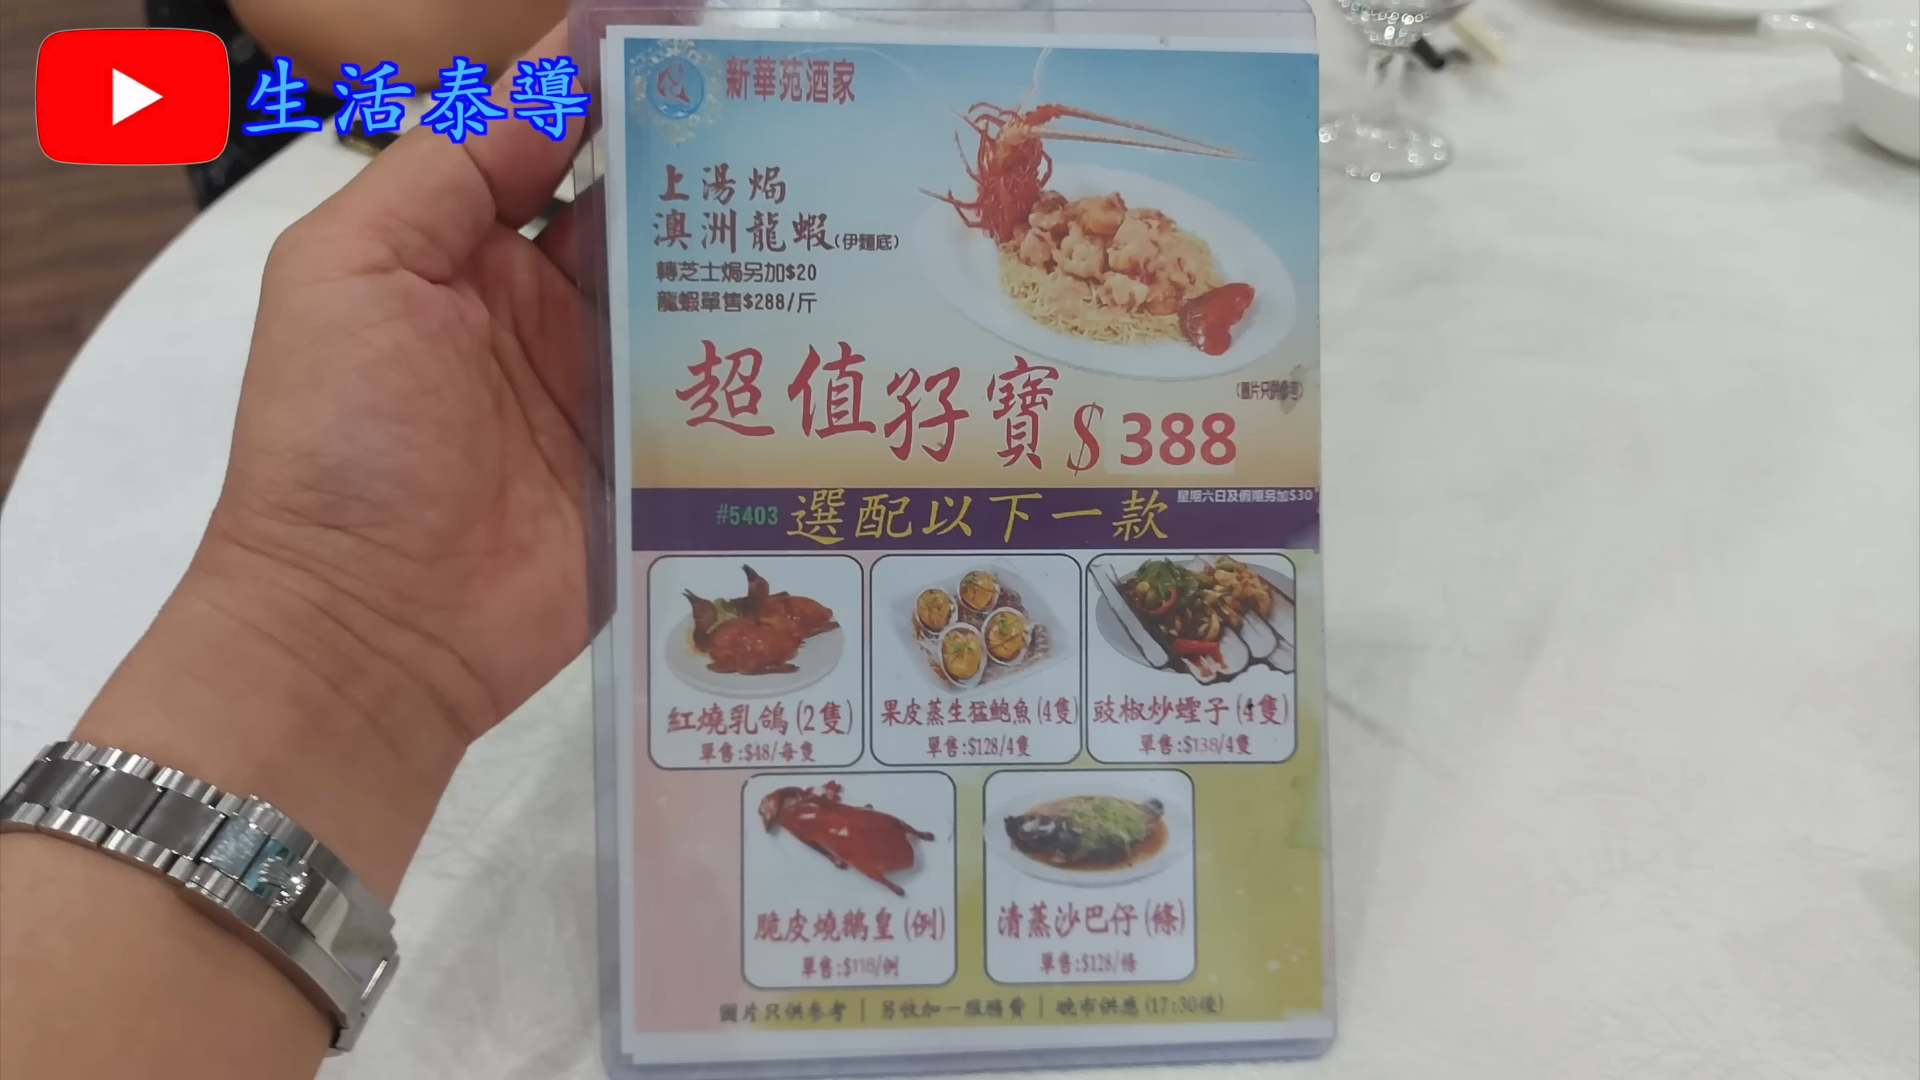 生活泰導
新華苑酒家
上湯焗
澳洲龍蝦(伊麵底)
轉芝士焗另加$20
龍蝦單售$288/斤
超值孖寶$388
(圖片只供參考)
#5403 選配以下一款 星期六日及假期另加$30
紅燒乳鴿(2隻)
單售:$48/每隻
果皮蒸生猛鮑魚(4隻)
單售:$128/4隻
豉椒炒蟶子(4隻)
單售:$138/4隻
脆皮燒鵝皇(例)
單售:$118/例
清蒸沙巴仔(條)
單售:$128/條
圖片只供參考 | 另收加一服務費 | 晚市供應(17:30後)